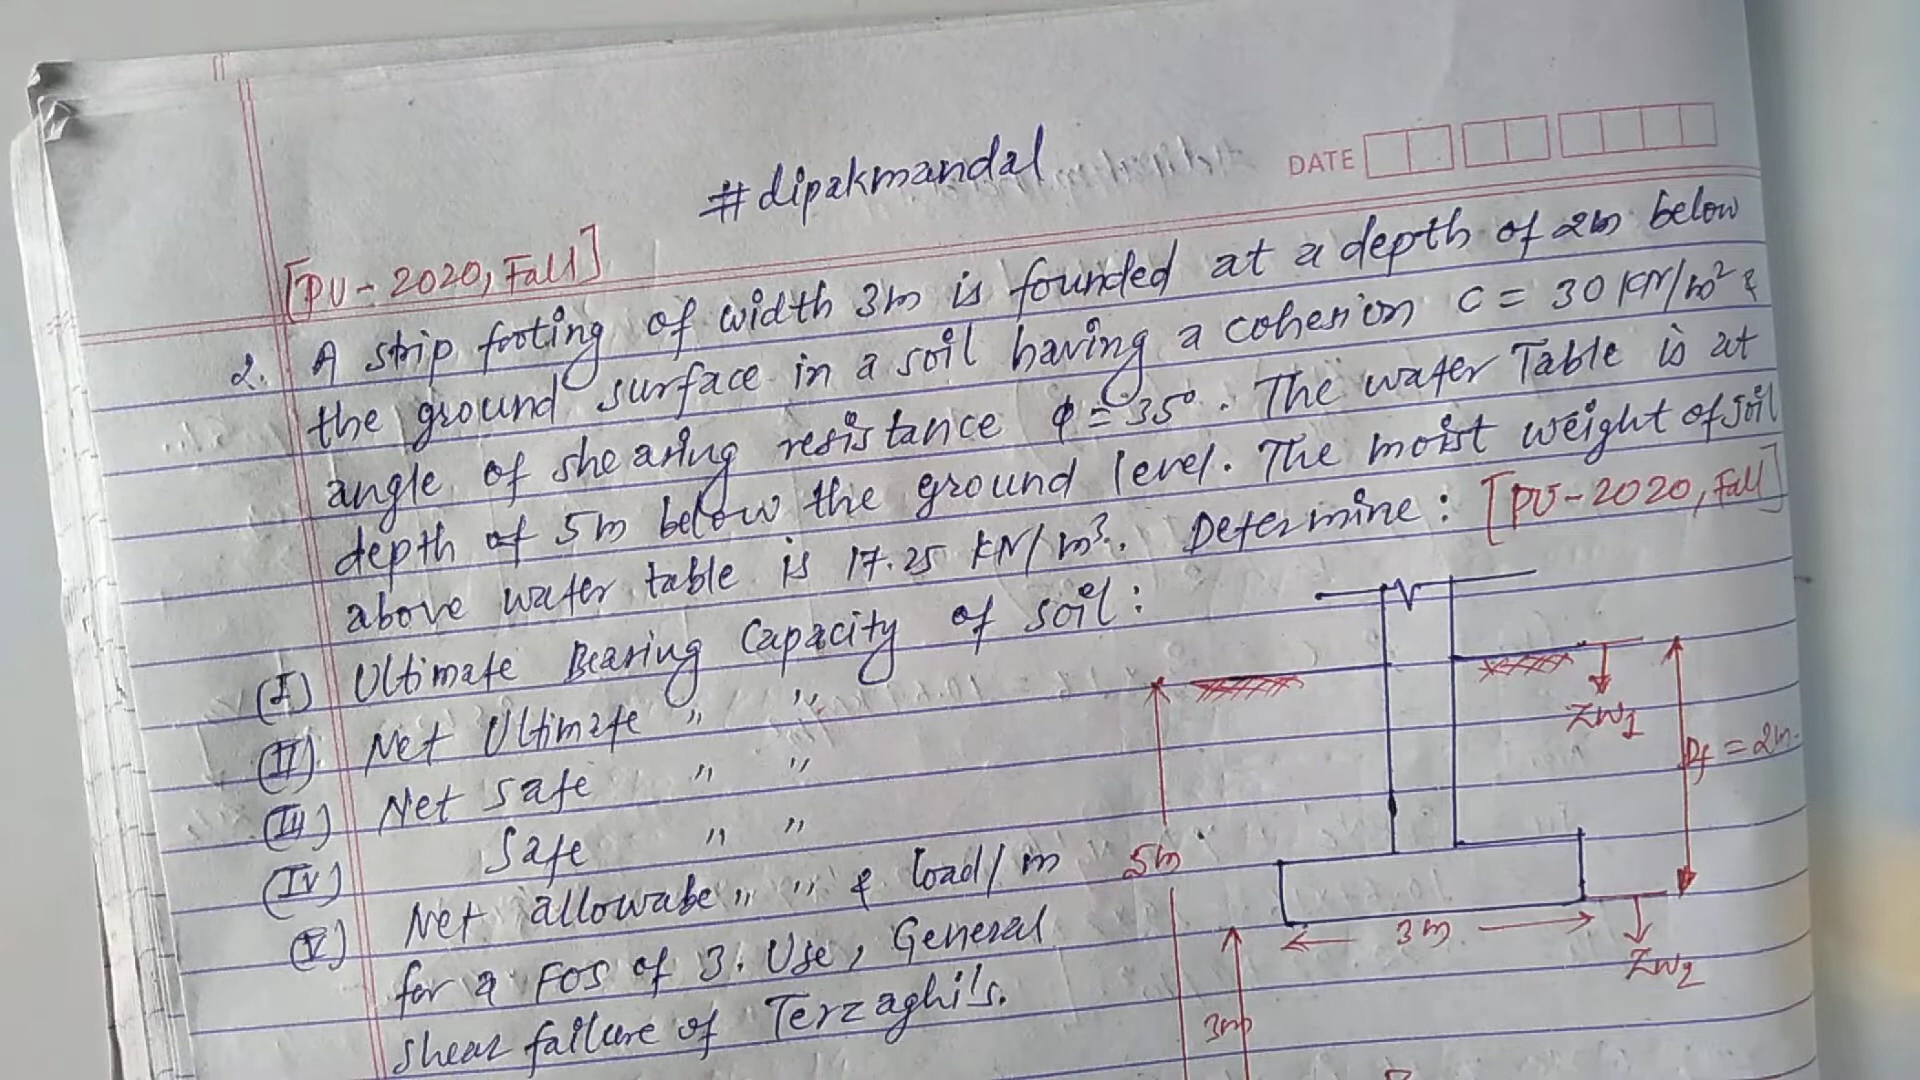 #dipakmandal
DATE
[PU-2020, Fall]
2. A strip footing of width 3m is founded at a depth of 2m below
the ground surface in a soil having a cohesion C = 30 KN/m² &
angle of shearing resistance ϕ = 35°. The water Table is at
depth of 5m below the ground level. The moist weight of soil
above water table is 17.25 KN/m³. Determine: [PU-2020, Fall]
(I) Ultimate Bearing Capacity of soil:
(II) Net Ultimate " "
(III) Net safe " "
(IV) Safe " "
(V) Net allowabe " " & load/m
for a FOS of 3. Use, General
shear failure of Terzaghi's.
Zw1
Df = 2m.
5m
3m
Zw2
3m